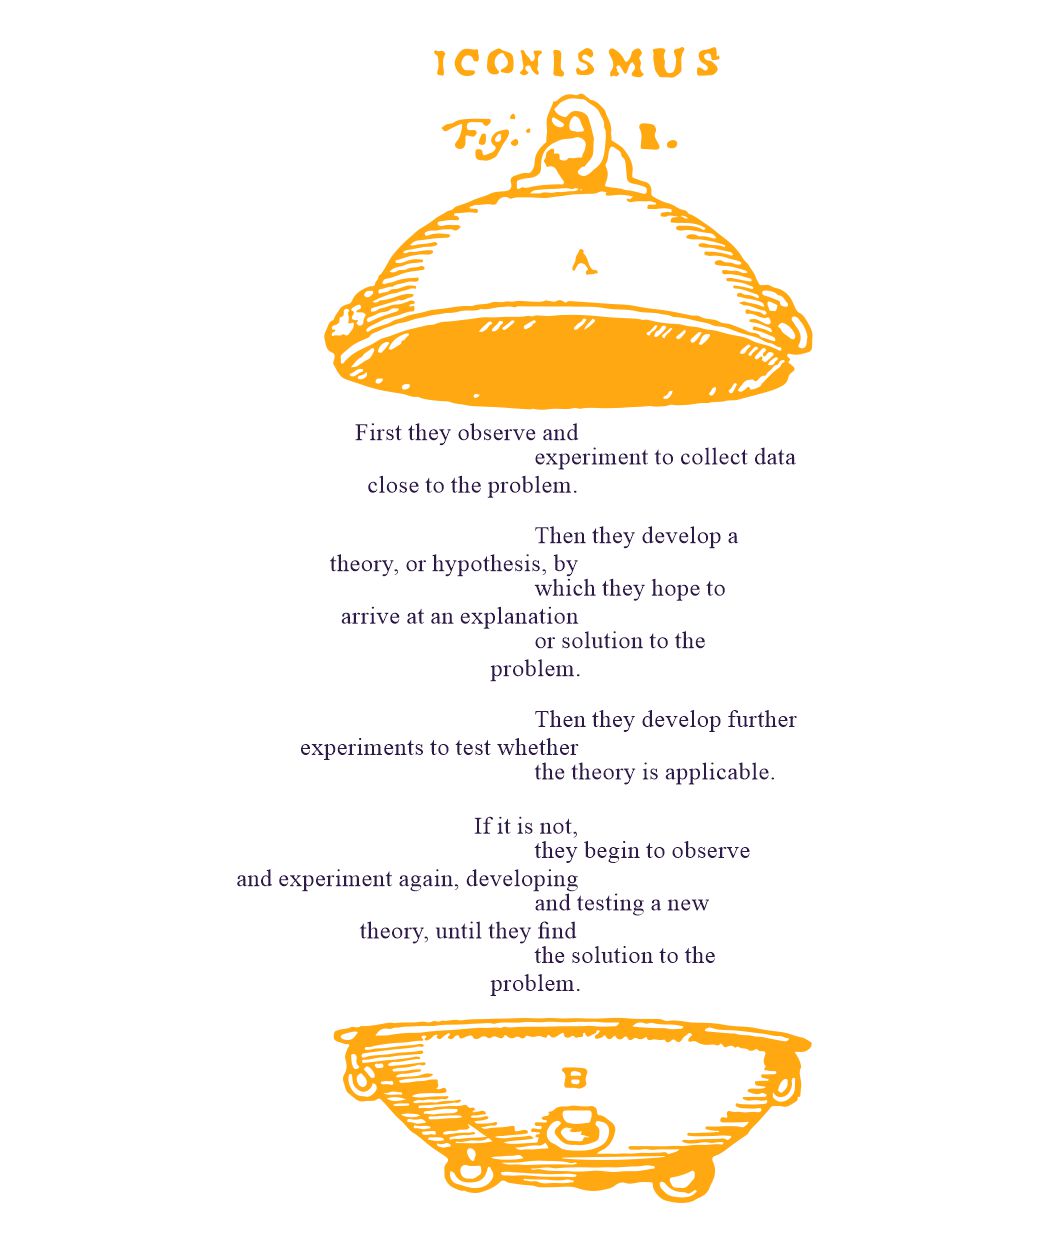 ICONISMUS
Fig. I.
A
First they observe and
experiment to collect data
close to the problem.
Then they develop a
theory, or hypothesis, by
which they hope to
arrive at an explanation
or solution to the
problem.
Then they develop further
experiments to test whether
the theory is applicable.
If it is not,
they begin to observe
and experiment again, developing
and testing a new
theory, until they find
the solution to the
problem.
B